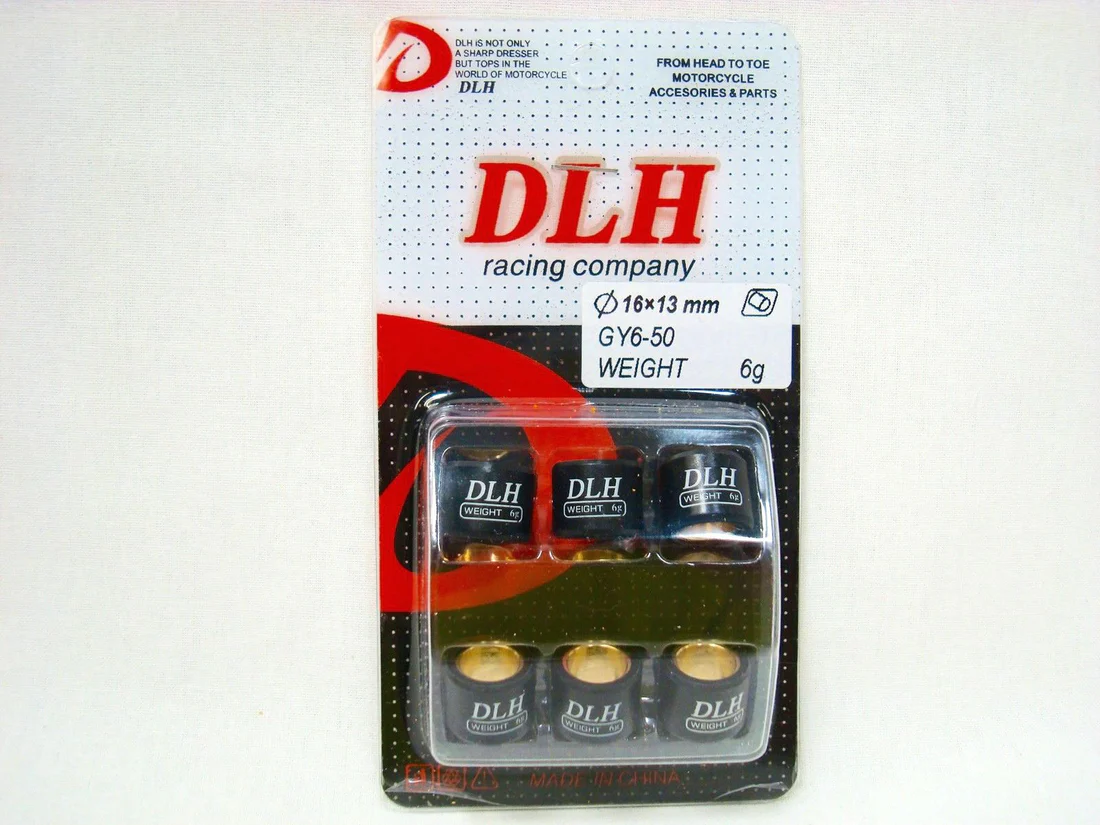 DLH iS NOT ONLY
A SHARP DRESSER
BUT TOPS IN THE
WORLD OF MOTORCYCLE
DLH
FROM HEAD TO TOE
MOTORCYCLE
ACCESORIES & PARTS
DLH
racing company
Ø 16×13 mm
GY6-50
WEIGHT 6g
DLH
WEIGHT 6g
DLH
WEIGHT 6g
DLH
WEIGHT 6g
DLH
WEIGHT 6g
DLH
WEIGHT 6g
DLH
WEIGHT 6g
MADE IN CHINA